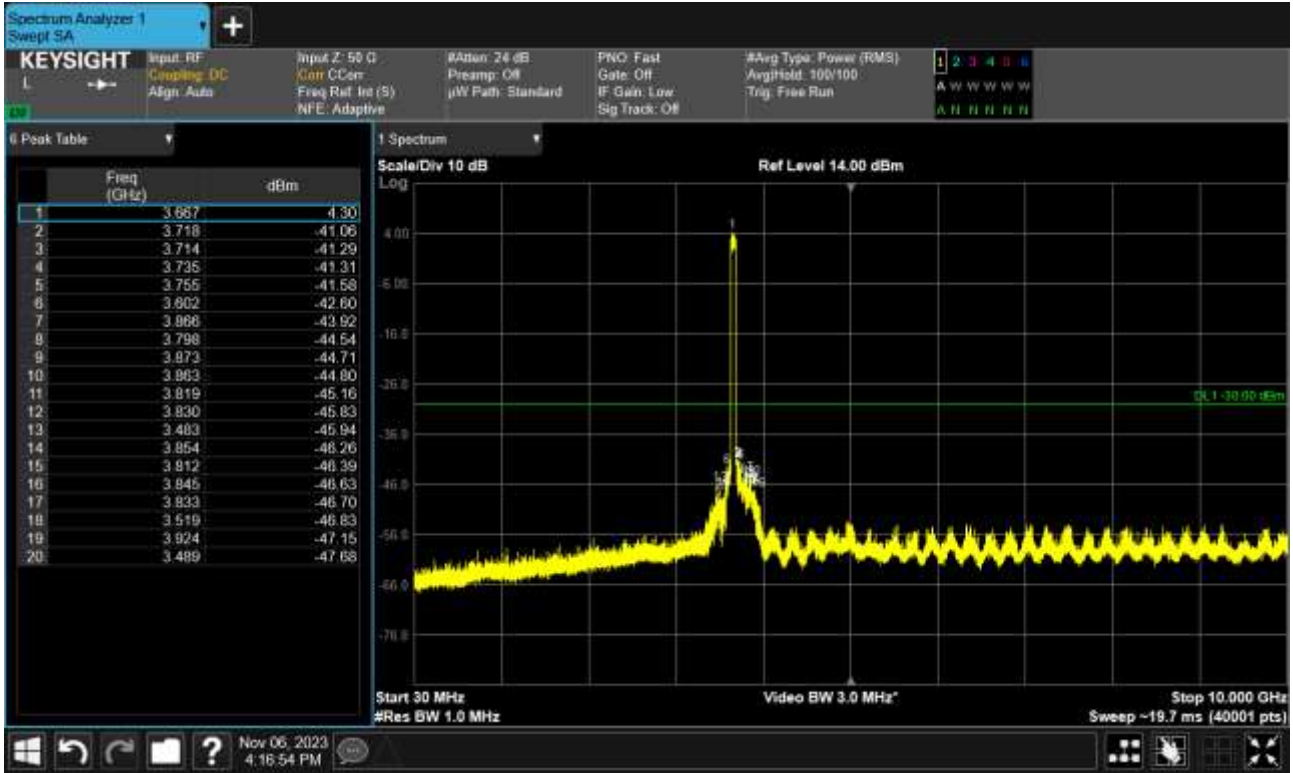 Spectrum Analyzer 1
Swept SA
+
KEYSIGHT
L
Input: RF
Coupling: DC
Align: Auto
Input Z: 50 Ω
Corr CCorr
Freq Ref: Int (S)
NFE: Adaptive
#Atten: 24 dB
Preamp: Off
µW Path: Standard
PNO: Fast
Gate: Off
IF Gain: Low
Sig Track: Off
#Avg Type: Power (RMS)
Avg|Hold: 100/100
Trig: Free Run
1 2 3 4 5 6
A W W W W W
A N N N N N
6 Peak Table
Freq (GHz) dBm
1 3.667 4.30
2 3.718 -41.06
3 3.714 -41.29
4 3.735 -41.31
5 3.755 -41.58
6 3.602 -42.60
7 3.866 -43.92
8 3.798 -44.54
9 3.873 -44.71
10 3.863 -44.80
11 3.819 -45.16
12 3.830 -45.83
13 3.483 -45.94
14 3.854 -46.26
15 3.812 -46.39
16 3.845 -46.63
17 3.833 -46.70
18 3.519 -46.83
19 3.924 -47.15
20 3.489 -47.68
1 Spectrum
Scale/Div 10 dB
Ref Level 14.00 dBm
Log
1
4.00
-6.00
-16.0
-26.0
DL1 -30.00 dBm
-36.0
-46.0
-56.0
-66.0
-76.0
Start 30 MHz
Video BW 3.0 MHz*
Stop 10.000 GHz
#Res BW 1.0 MHz
Sweep ~19.7 ms (40001 pts)
?
Nov 06, 2023
4:16:54 PM